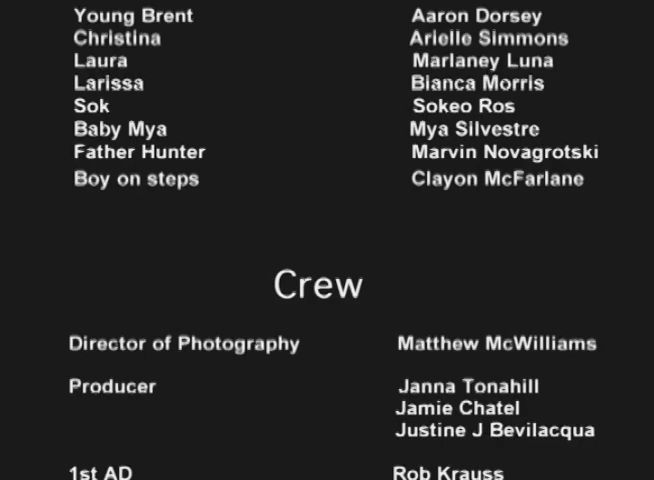 Young Brent Aaron Dorsey
Christina Arielle Simmons
Laura Marlaney Luna
Larissa Bianca Morris
Sok Sokeo Ros
Baby Mya Mya Silvestre
Father Hunter Marvin Novagrotski
Boy on steps Clayon McFarlane
Crew
Director of Photography Matthew McWilliams
Producer Janna Tonahill
Jamie Chatel
Justine J Bevilacqua
1st AD Rob Krauss